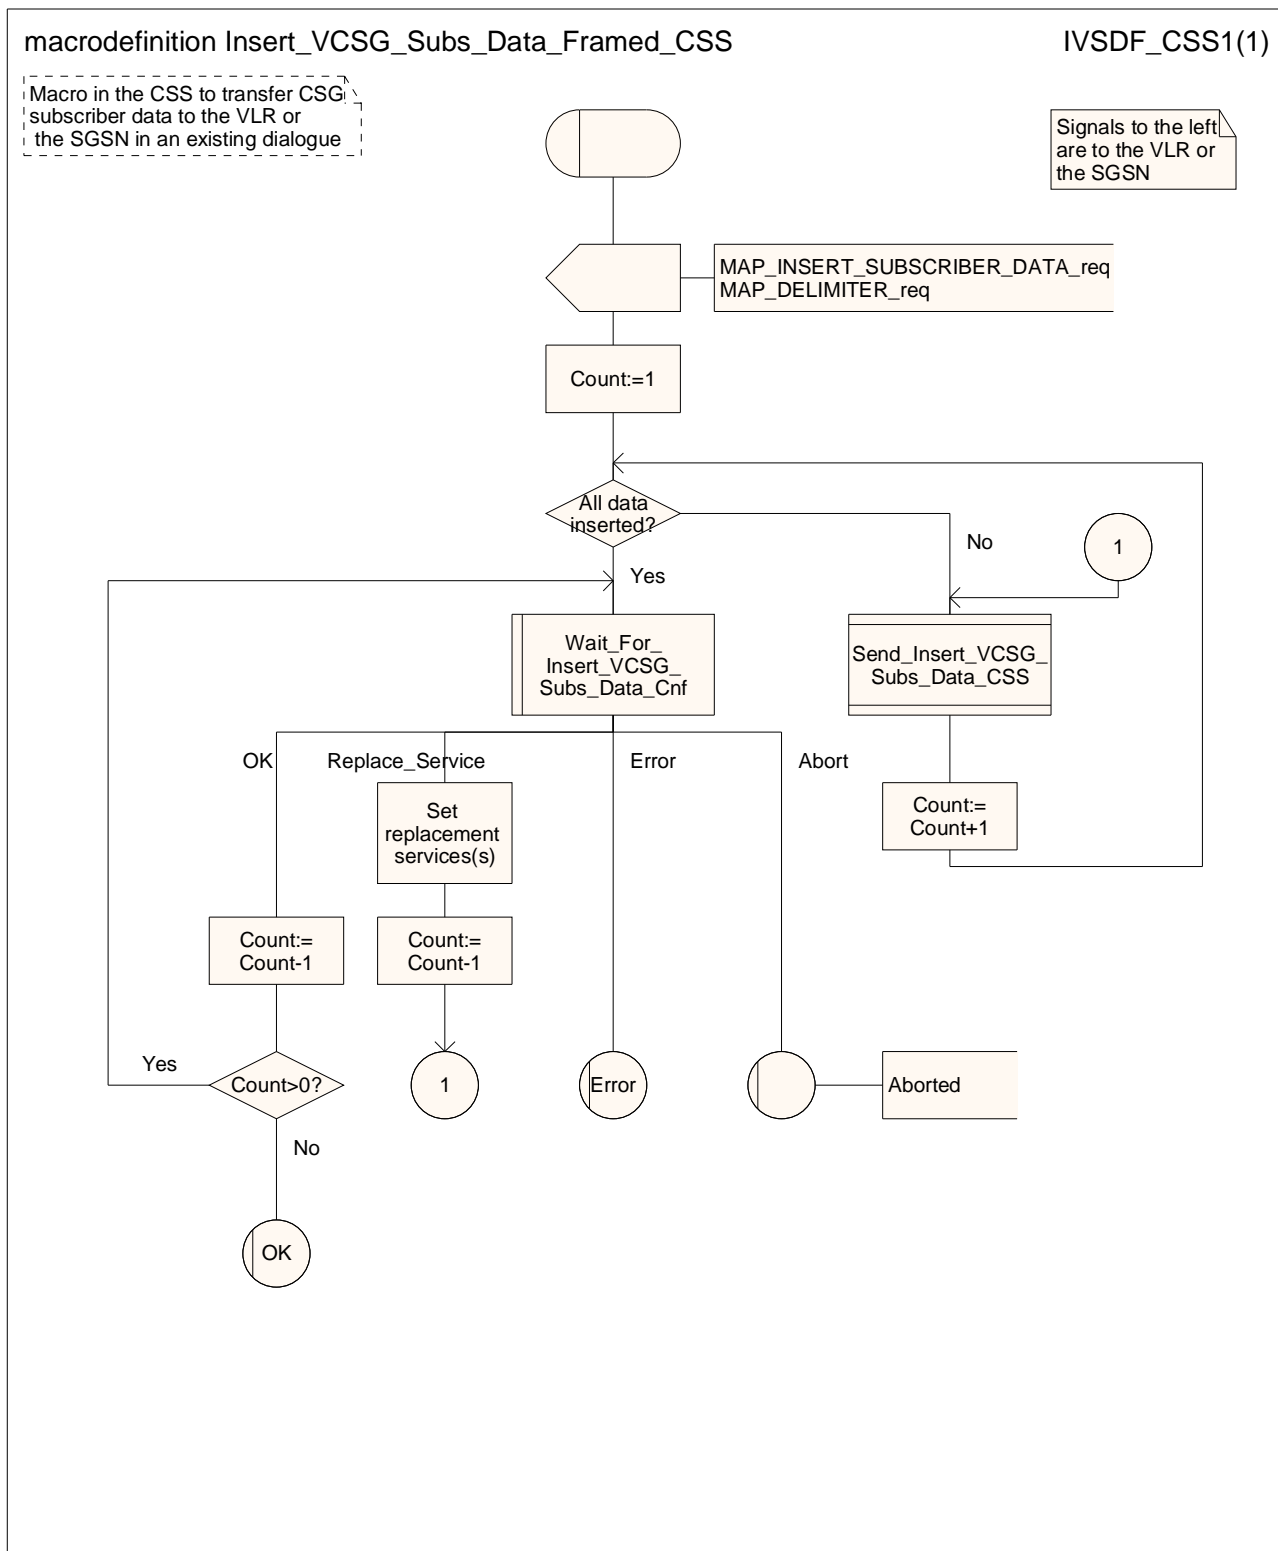 macrodefinition Insert_VCSG_Subs_Data_Framed_CSS
IVSDF_CSS1(1)
Macro in the CSS to transfer CSG
subscriber data to the VLR or
the SGSN in an existing dialogue
Signals to the left
are to the VLR or
the SGSN
MAP_INSERT_SUBSCRIBER_DATA_req
MAP_DELIMITER_req
Count:=1
All data
inserted?
No
1
Yes
Wait_For_
Insert_VCSG_
Subs_Data_Cnf
Send_Insert_VCSG_
Subs_Data_CSS
OK
Replace_Service
Error
Abort
Set
replacement
services(s)
Count:=
Count+1
Count:=
Count-1
Count:=
Count-1
Yes
Count>0?
1
Error
Aborted
No
OK